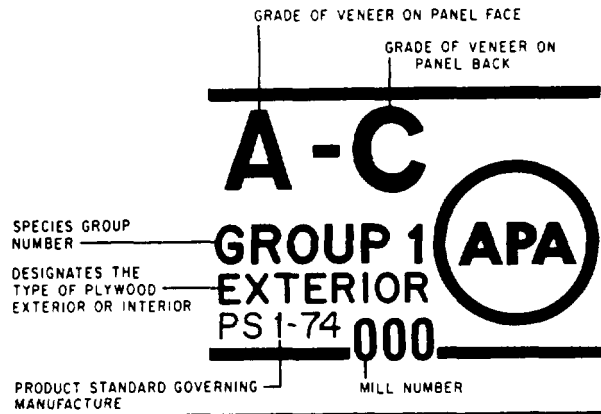 GRADE OF VENEER ON PANEL FACE
GRADE OF VENEER ON
PANEL BACK
A-C
SPECIES GROUP
NUMBER
GROUP 1
APA
DESIGNATES THE
TYPE OF PLYWOOD
EXTERIOR OR INTERIOR
EXTERIOR
PS 1-74
000
PRODUCT STANDARD GOVERNING
MANUFACTURE
MILL NUMBER